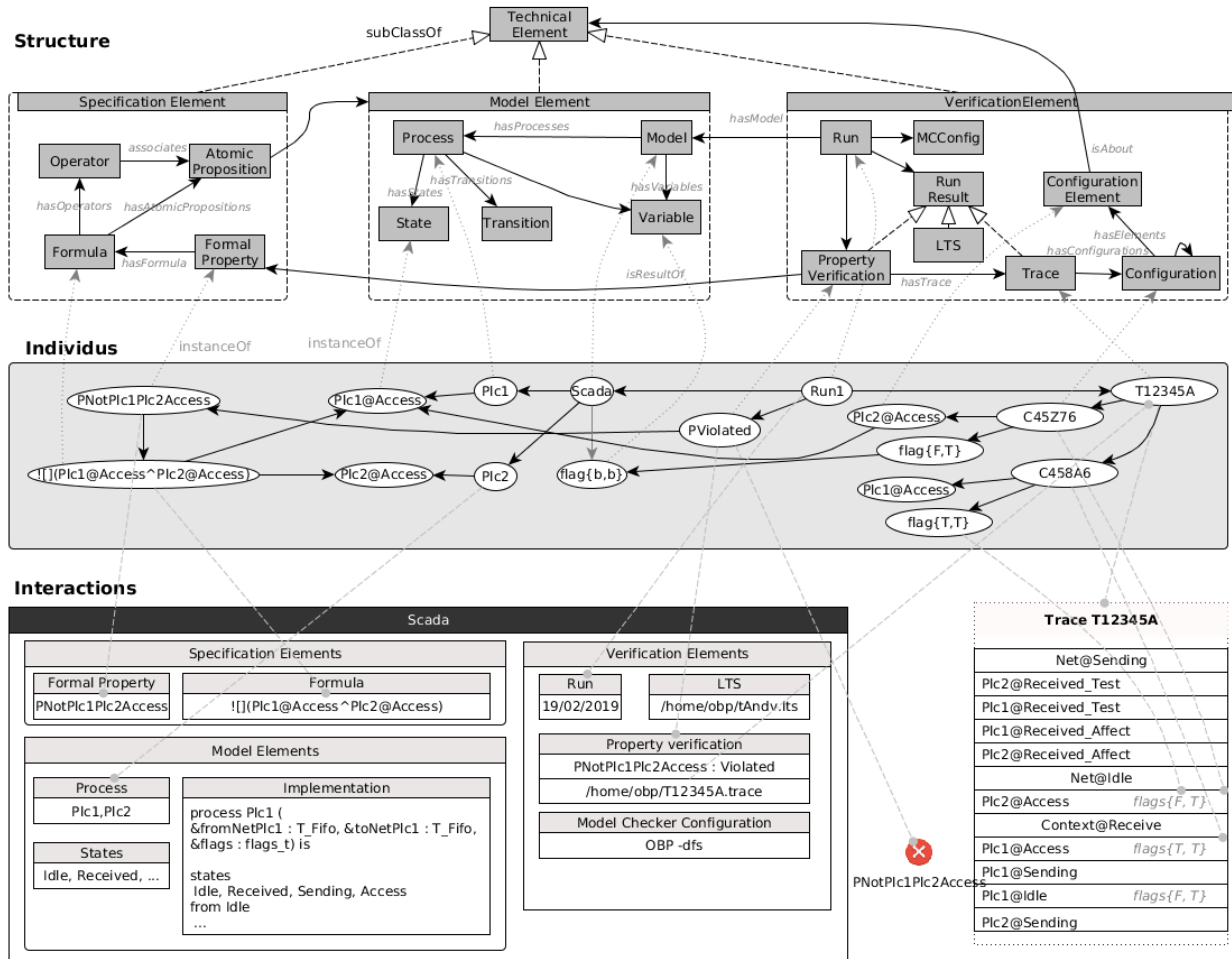 Structure
Technical
Element
subClassOf
Specification Element
Model Element
VerificationElement
Operator
associates
Atomic
Proposition
hasOperators
hasAtomicPropositions
Formula
hasFormula
Formal
Property
Process
hasProcesses
Model
hasStates
hasTransitions
hasVariables
State
Transition
Variable
hasModel
Run
MCConfig
isAbout
Run
Result
Configuration
Element
LTS
hasElements
hasConfigurations
isResultOf
Property
Verification
hasTrace
Trace
Configuration
Individus
instanceOf
instanceOf
PNotPlc1Plc2Access
Plc1@Access
Plc1
Scada
Run1
T12345A
PViolated
Plc2@Access
C45Z76
flag{F,T}
![](Plc1@Access^Plc2@Access)
Plc2@Access
Plc2
flag{b,b}
C458A6
Plc1@Access
flag{T,T}
Interactions
Scada
Specification Elements
Formal Property
PNotPlc1Plc2Access
Formula
![](Plc1@Access^Plc2@Access)
Model Elements
Process
Plc1,Plc2
States
Idle, Received, ...
Implementation
process Plc1 (
&fromNetPlc1 : T_Fifo, &toNetPlc1 : T_Fifo,
&flags : flags_t) is
states
Idle, Received, Sending, Access
from Idle
...
Verification Elements
Run
19/02/2019
LTS
/home/obp/tAndv.its
Property verification
PNotPlc1Plc2Access : Violated
/home/obp/T12345A.trace
Model Checker Configuration
OBP -dfs
PNotPlc1Plc2Access
Trace T12345A
Net@Sending
Plc2@Received_Test
Plc1@Received_Test
Plc1@Received_Affect
Plc2@Received_Affect
Net@Idle
Plc2@Access flags{F, T}
Context@Receive
Plc1@Access flags{T, T}
Plc1@Sending
Plc1@Idle flags{F, T}
Plc2@Sending